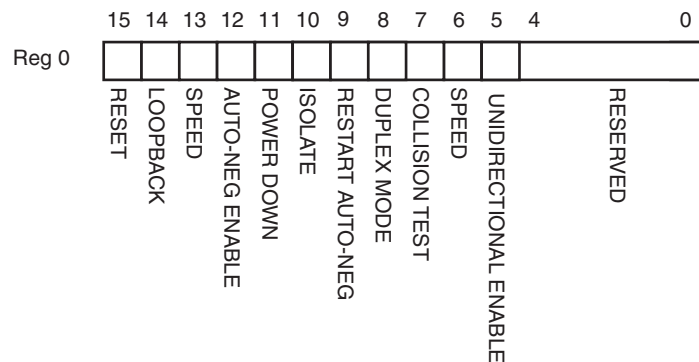 15 14 13 12 11 10 9 8 7 6 5 4 0
Reg 0
RESET
LOOPBACK
SPEED
AUTO-NEG ENABLE
POWER DOWN
ISOLATE
RESTART AUTO-NEG
DUPLEX MODE
COLLISION TEST
SPEED
UNIDIRECTIONAL ENABLE
RESERVED